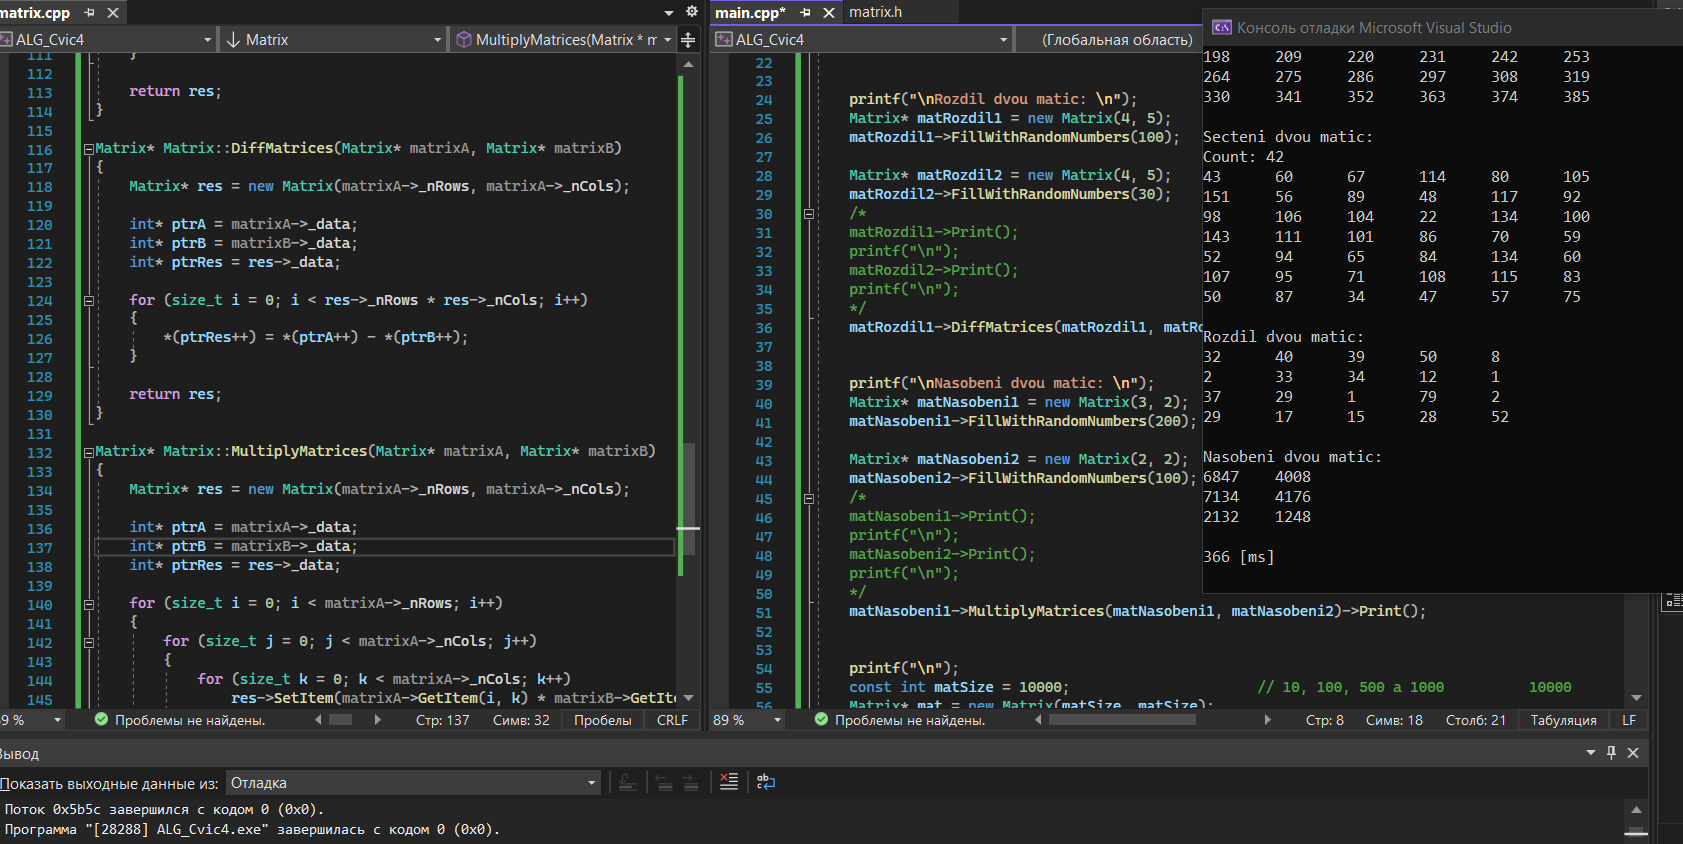 matrix.cpp
ALG_Cvic4
Matrix
MultiplyMatrices(Matrix * m
111 }
112
113 return res;
114 }
115
116 Matrix* Matrix::DiffMatrices(Matrix* matrixA, Matrix* matrixB)
117 {
118 Matrix* res = new Matrix(matrixA->_nRows, matrixA->_nCols);
119
120 int* ptrA = matrixA->_data;
121 int* ptrB = matrixB->_data;
122 int* ptrRes = res->_data;
123
124 for (size_t i = 0; i < res->_nRows * res->_nCols; i++)
125 {
126 *(ptrRes++) = *(ptrA++) - *(ptrB++);
127 }
128
129 return res;
130 }
131
132 Matrix* Matrix::MultiplyMatrices(Matrix* matrixA, Matrix* matrixB)
133 {
134 Matrix* res = new Matrix(matrixA->_nRows, matrixA->_nCols);
135
136 int* ptrA = matrixA->_data;
137 int* ptrB = matrixB->_data;
138 int* ptrRes = res->_data;
139
140 for (size_t i = 0; i < matrixA->_nRows; i++)
141 {
142 for (size_t j = 0; j < matrixA->_nCols; j++)
143 {
144 for (size_t k = 0; k < matrixA->_nCols; k++)
145 res->SetItem(matrixA->GetItem(i, k) * matrixB->GetIte
89 % Проблемы не найдены. Стр: 137 Симв: 32 Пробелы CRLF
main.cpp* matrix.h
ALG_Cvic4 (Глобальная область)
22
23
24 printf("\nRozdil dvou matic: \n");
25 Matrix* matRozdil1 = new Matrix(4, 5);
26 matRozdil1->FillWithRandomNumbers(100);
27
28 Matrix* matRozdil2 = new Matrix(4, 5);
29 matRozdil2->FillWithRandomNumbers(30);
30 /*
31 matRozdil1->Print();
32 printf("\n");
33 matRozdil2->Print();
34 printf("\n");
35 */
36 matRozdil1->DiffMatrices(matRozdil1, matRo
37
38
39 printf("\nNasobeni dvou matic: \n");
40 Matrix* matNasobeni1 = new Matrix(3, 2);
41 matNasobeni1->FillWithRandomNumbers(200);
42
43 Matrix* matNasobeni2 = new Matrix(2, 2);
44 matNasobeni2->FillWithRandomNumbers(100);
45 /*
46 matNasobeni1->Print();
47 printf("\n");
48 matNasobeni2->Print();
49 printf("\n");
50 */
51 matNasobeni1->MultiplyMatrices(matNasobeni1, matNasobeni2)->Print();
52
53
54 printf("\n");
55 const int matSize = 10000; // 10, 100, 500 a 1000 10000
56 Matrix* mat = new Matrix(matSize, matSize);
89 % Проблемы не найдены. Стр: 8 Симв: 18 Столб: 21 Табуляция LF
Консоль отладки Microsoft Visual Studio
198 209 220 231 242 253
264 275 286 297 308 319
330 341 352 363 374 385
Secteni dvou matic:
Count: 42
43 60 67 114 80 105
151 56 89 48 117 92
98 106 104 22 134 100
143 111 101 86 70 59
52 94 65 84 134 60
107 95 71 108 115 83
50 87 34 47 57 75
Rozdil dvou matic:
32 40 39 50 8
2 33 34 12 1
37 29 1 79 2
29 17 15 28 52
Nasobeni dvou matic:
6847 4008
7134 4176
2132 1248
366 [ms]
Вывод
Показать выходные данные из: Отладка
Поток 0x5b5c завершился с кодом 0 (0x0).
Программа "[28288] ALG_Cvic4.exe" завершилась с кодом 0 (0x0).